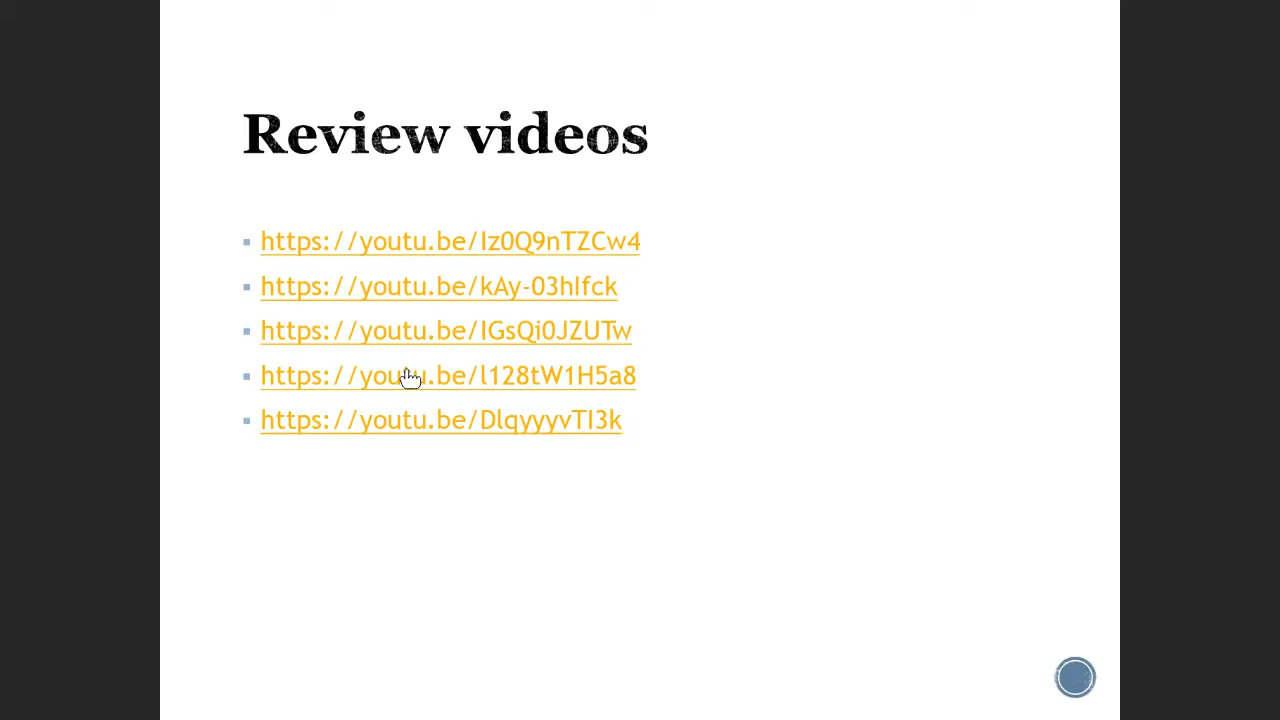 Review videos
https://youtu.be/Iz0Q9nTZCw4
https://youtu.be/kAy-03hIfck
https://youtu.be/IGsQi0JZUTw
https://youtu.be/l128tW1H5a8
https://youtu.be/DlqyyyvTI3k